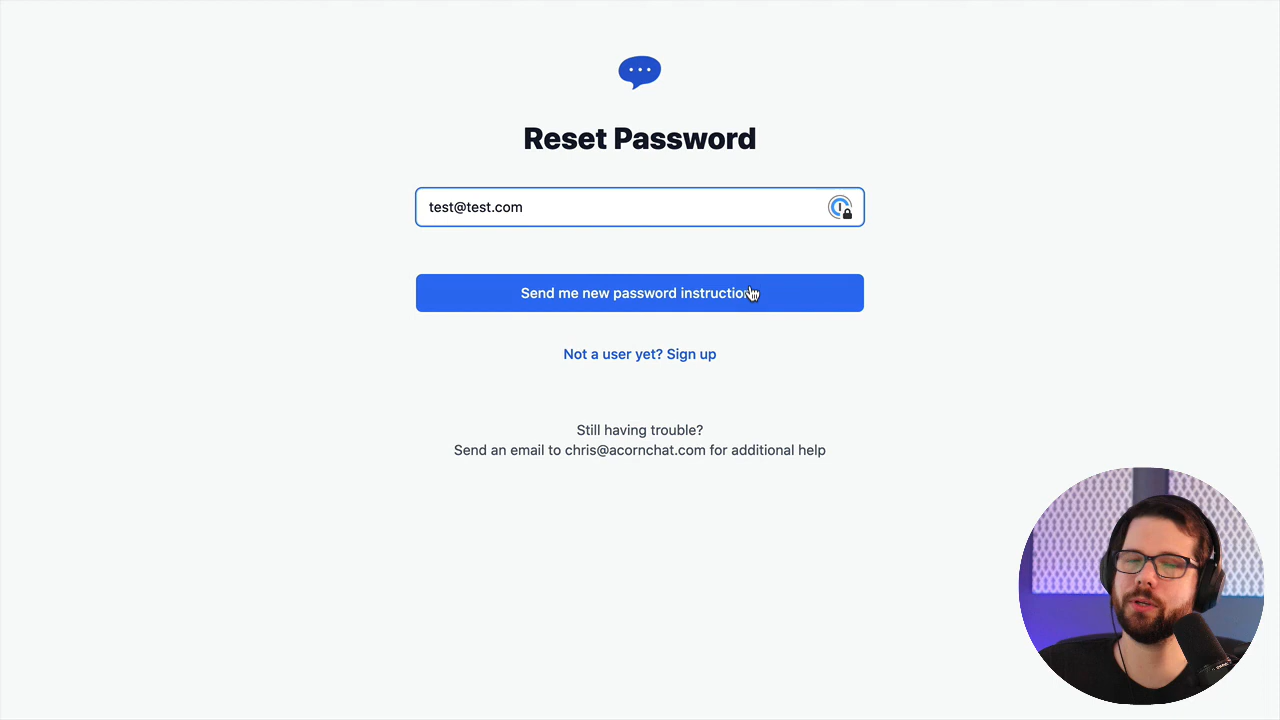 Reset Password
test@test.com
Send me new password instruction
Not a user yet? Sign up
Still having trouble?
Send an email to chris@acornchat.com for additional help